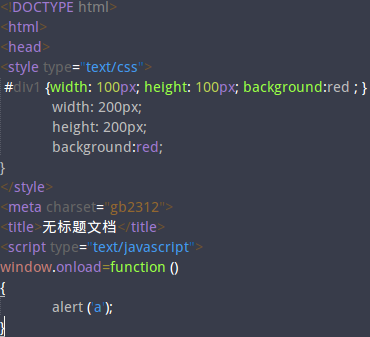 <!DOCTYPE html>
<html>
<head>
<style type="text/css">
#div1 {width: 100px; height: 100px; background:red ; }
width: 200px;
height: 200px;
background:red;
}
</style>
<meta charset="gb2312">
<title>无标题文档</title>
<script type="text/javascript">
window.onload=function ()
{
alert ( a );
}